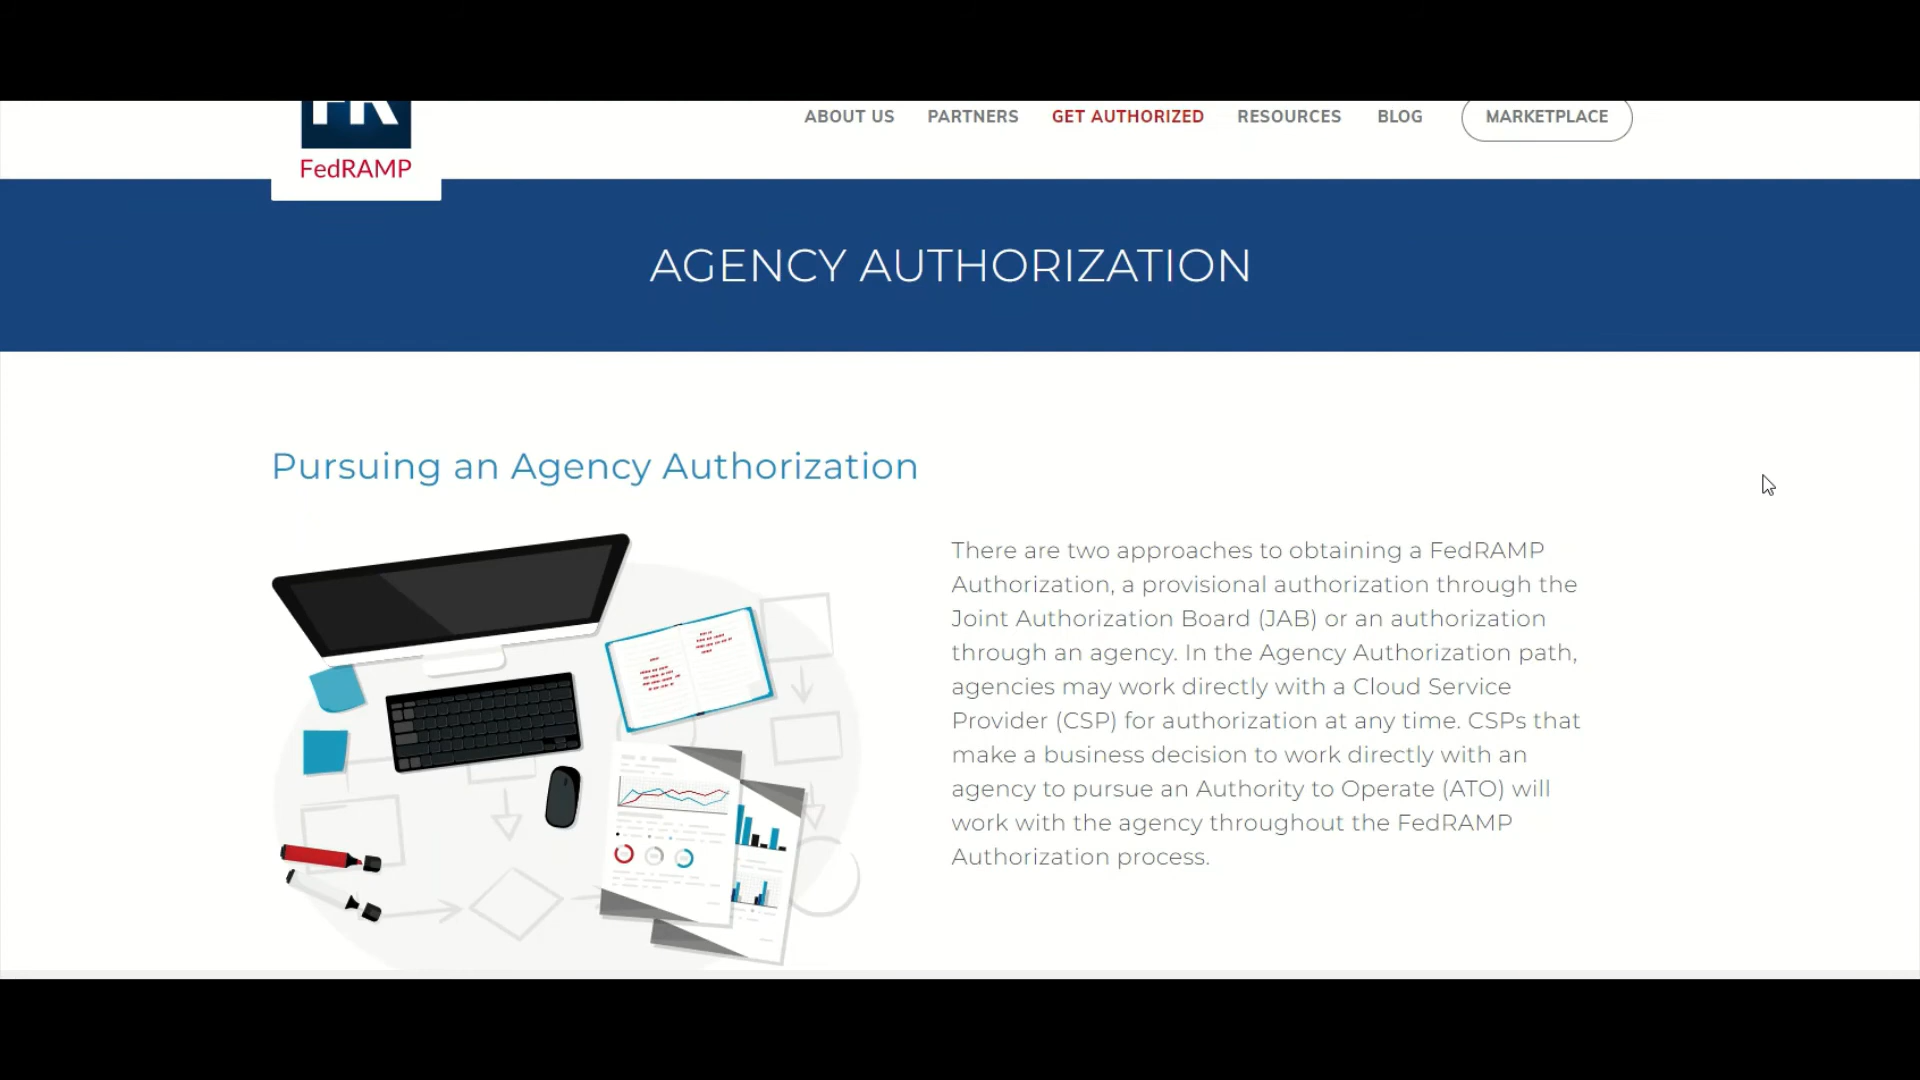 FR
FedRAMP
ABOUT US PARTNERS GET AUTHORIZED RESOURCES BLOG MARKETPLACE
AGENCY AUTHORIZATION
Pursuing an Agency Authorization
There are two approaches to obtaining a FedRAMP
Authorization, a provisional authorization through the
Joint Authorization Board (JAB) or an authorization
through an agency. In the Agency Authorization path,
agencies may work directly with a Cloud Service
Provider (CSP) for authorization at any time. CSPs that
make a business decision to work directly with an
agency to pursue an Authority to Operate (ATO) will
work with the agency throughout the FedRAMP
Authorization process.